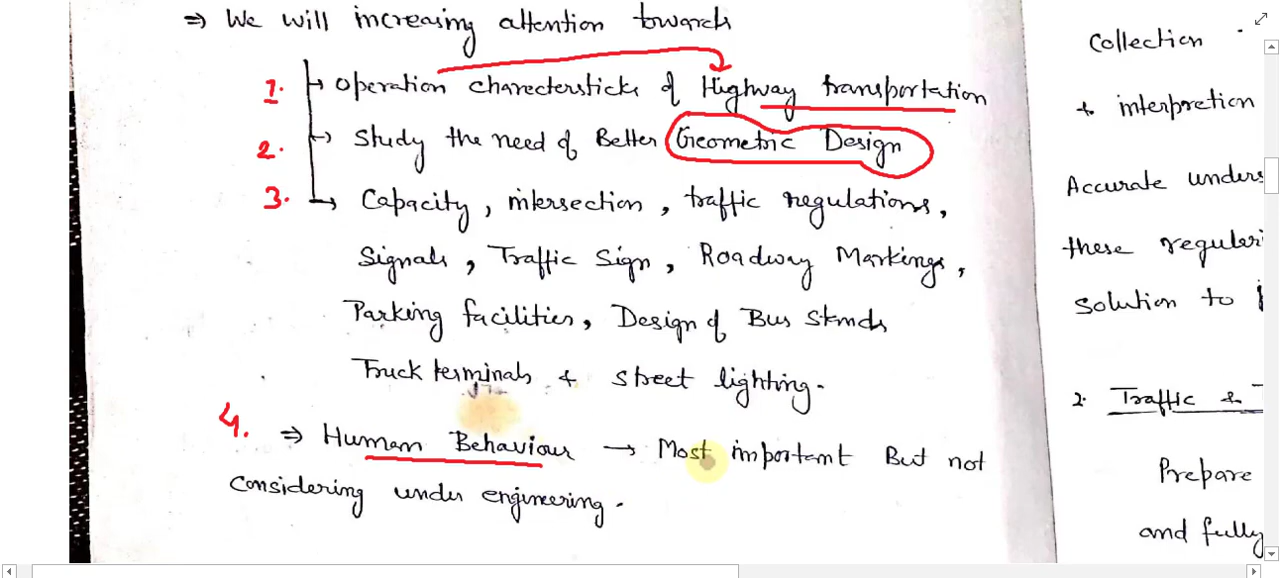 ⇒ We will increasing attention towards
1. → Operation charecterstick of Highway transportation
2. → Study the need of Better Geometric Design
3. → Capacity, intersection, traffic regulations,
Signals, Traffic Sign, Roadway Markings,
Parking facilities, Design of Bus Stands
Truck terminals & street lighting.
4. ⇒ Human Behaviour → Most important But not
Considering under engineering.
Collection
+ interpretion
Accurate unders
these regulari
Solution to
2. Traffic &
Prepare
and fully